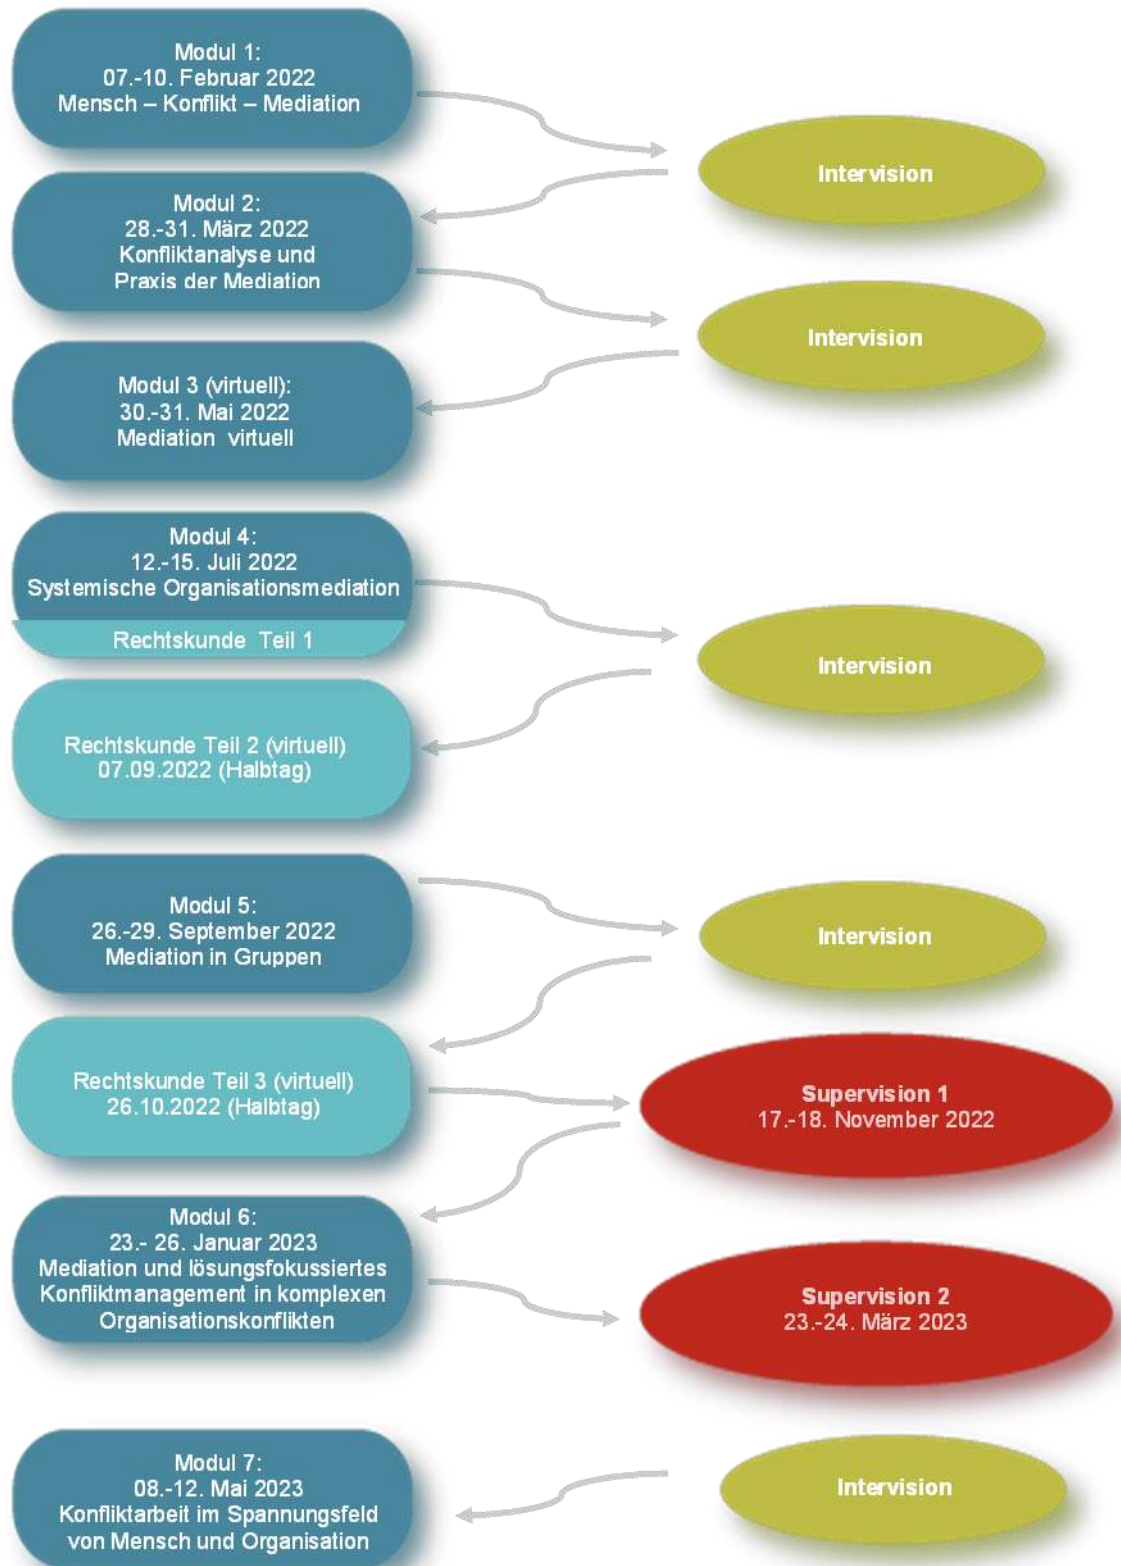 Modul 1:
07.-10. Februar 2022
Mensch – Konflikt – Mediation
Intervision
Modul 2:
28.-31. März 2022
Konfliktanalyse und
Praxis der Mediation
Intervision
Modul 3 (virtuell):
30.-31. Mai 2022
Mediation virtuell
Modul 4:
12.-15. Juli 2022
Systemische Organisationsmediation
Rechtskunde Teil 1
Intervision
Rechtskunde Teil 2 (virtuell)
07.09.2022 (Halbtag)
Modul 5:
26.-29. September 2022
Mediation in Gruppen
Intervision
Rechtskunde Teil 3 (virtuell)
26.10.2022 (Halbtag)
Supervision 1
17.-18. November 2022
Modul 6:
23.- 26. Januar 2023
Mediation und lösungsfokussiertes
Konfliktmanagement in komplexen
Organisationskonflikten
Supervision 2
23.-24. März 2023
Intervision
Modul 7:
08.-12. Mai 2023
Konfliktarbeit im Spannungsfeld
von Mensch und Organisation